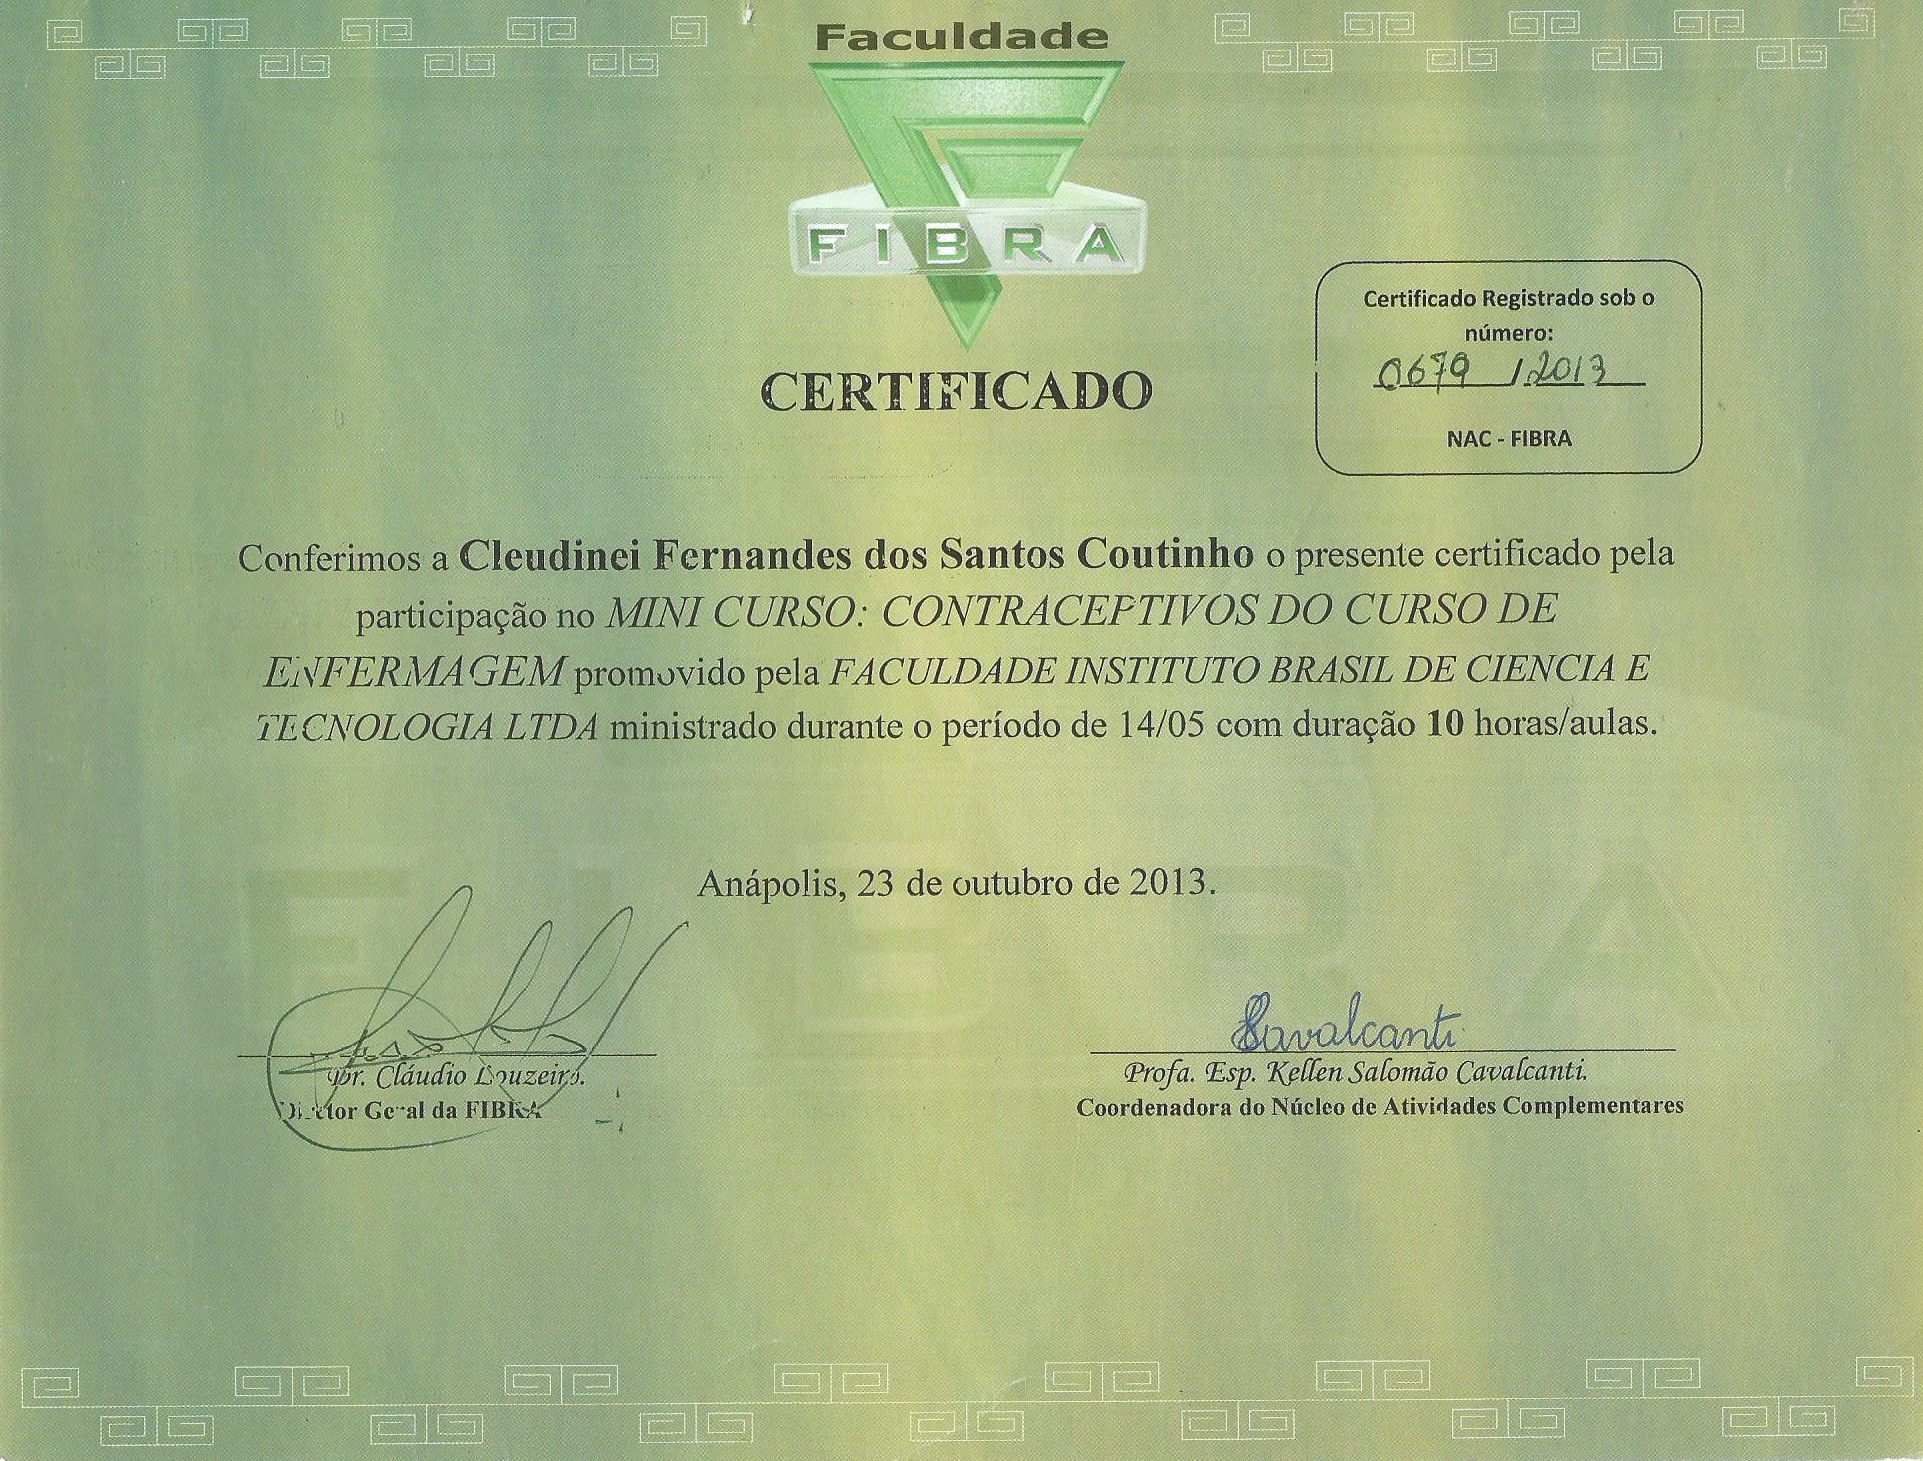 Faculdade
FIBRA
Certificado Registrado sob o
número:
0679 / 2013
NAC - FIBRA
CERTIFICADO
Conferimos a Cleudinei Fernandes dos Santos Coutinho o presente certificado pela
participação no MINI CURSO: CONTRACEPTIVOS DO CURSO DE
ENFERMAGEM promovido pela FACULDADE INSTITUTO BRASIL DE CIENCIA E
TECNOLOGIA LTDA ministrado durante o período de 14/05 com duração 10 horas/aulas.
Anápolis, 23 de outubro de 2013.
Cavalcanti
Dr. Cláudio Louzeiro.
Diretor Geral da FIBRA
Profa. Esp. Kellen Salomão Cavalcanti.
Coordenadora do Núcleo de Atividades Complementares